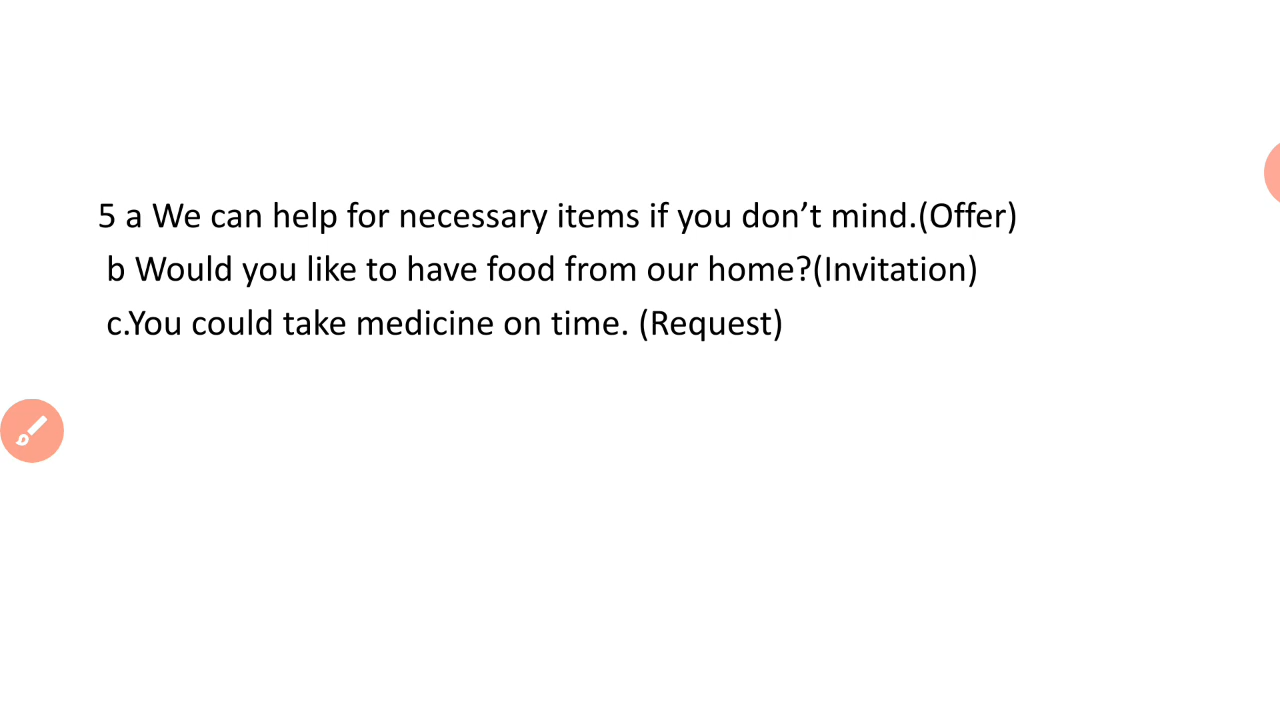 5 a We can help for necessary items if you don’t mind.(Offer)
b Would you like to have food from our home?(Invitation)
c.You could take medicine on time. (Request)